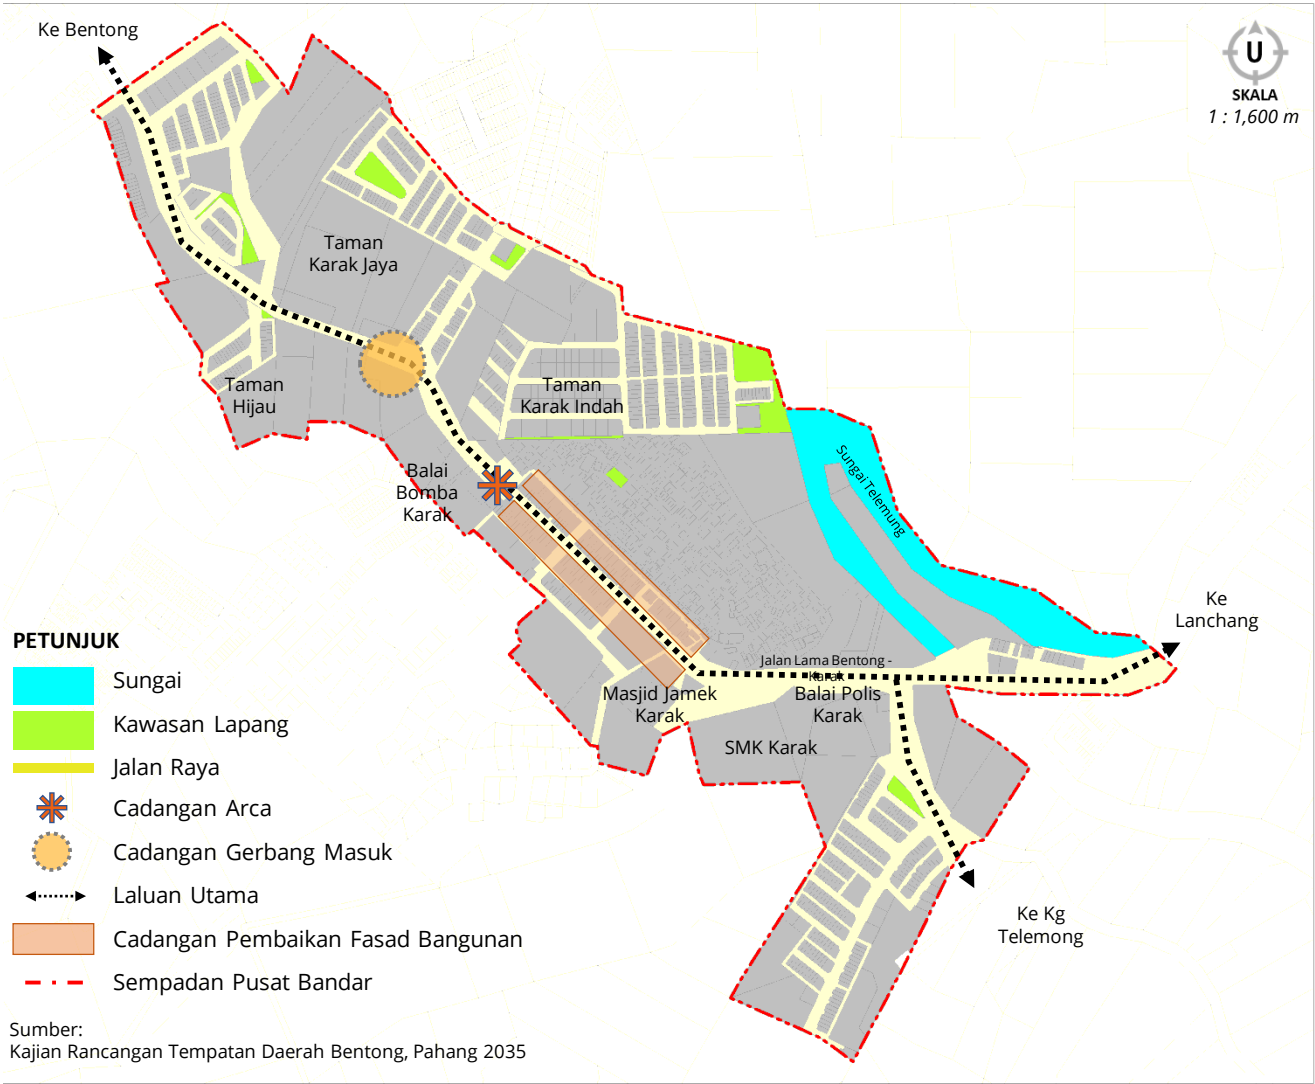 Ke Bentong
U
SKALA
1 : 1,600 m
Taman
Karak Jaya
Taman
Hijau
Taman
Karak Indah
Balai
Bomba
Karak
Sungai Telemung
Ke
Lanchang
Jalan Lama Bentong -
Karak
Masjid Jamek
Karak
Balai Polis
Karak
SMK Karak
Ke Kg
Telemong
PETUNJUK
Sungai
Kawasan Lapang
Jalan Raya
Cadangan Arca
Cadangan Gerbang Masuk
Laluan Utama
Cadangan Pembaikan Fasad Bangunan
Sempadan Pusat Bandar
Sumber:
Kajian Rancangan Tempatan Daerah Bentong, Pahang 2035